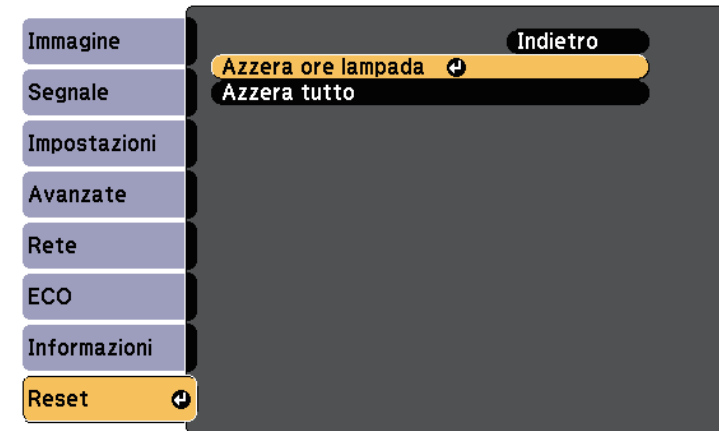 Immagine
Segnale
Impostazioni
Avanzate
Rete
ECO
Informazioni
Reset
Indietro
Azzera ore lampada
Azzera tutto